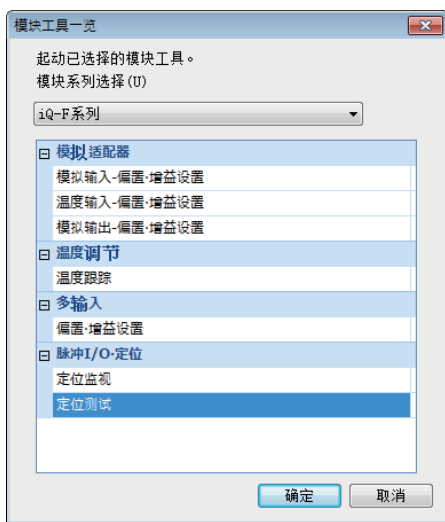 模块工具一览
起动已选择的模块工具。
模块系列选择(U)
iQ-F系列
模拟适配器
模拟输入-偏置·增益设置
温度输入-偏置·增益设置
模拟输出-偏置·增益设置
温度调节
温度跟踪
多输入
偏置·增益设置
脉冲I/O·定位
定位监视
定位测试
确定 取消